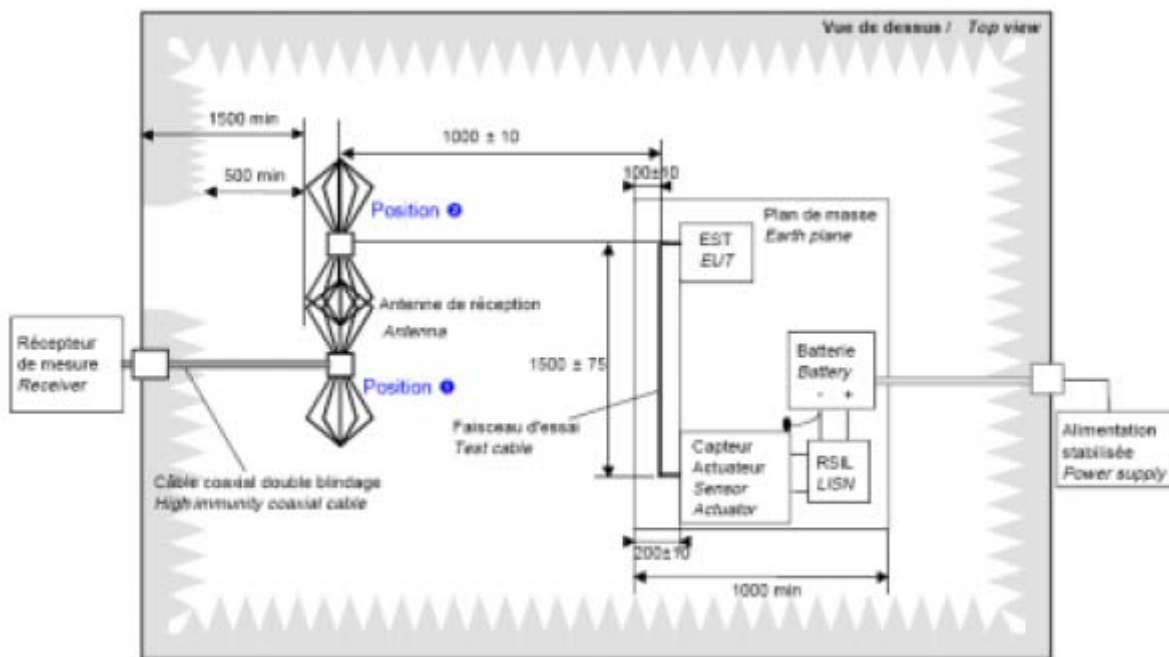 Vue de dessus / Top view
1500 min
1000 ± 10
500 min
100±10
Position ❷
Plan de masse
Earth plane
EST
EUT
Antenne de réception
Antenna
Récepteur
de mesure
Receiver
1500 ± 75
Batterie
Battery
- +
Position ❶
Faisceau d'essai
Test cable
Capteur
Actuateur
Sensor
Actuator
RSIL
LISN
Alimentation
stabilisée
Power supply
Câble coaxial double blindage
High immunity coaxial cable
200±10
1000 min